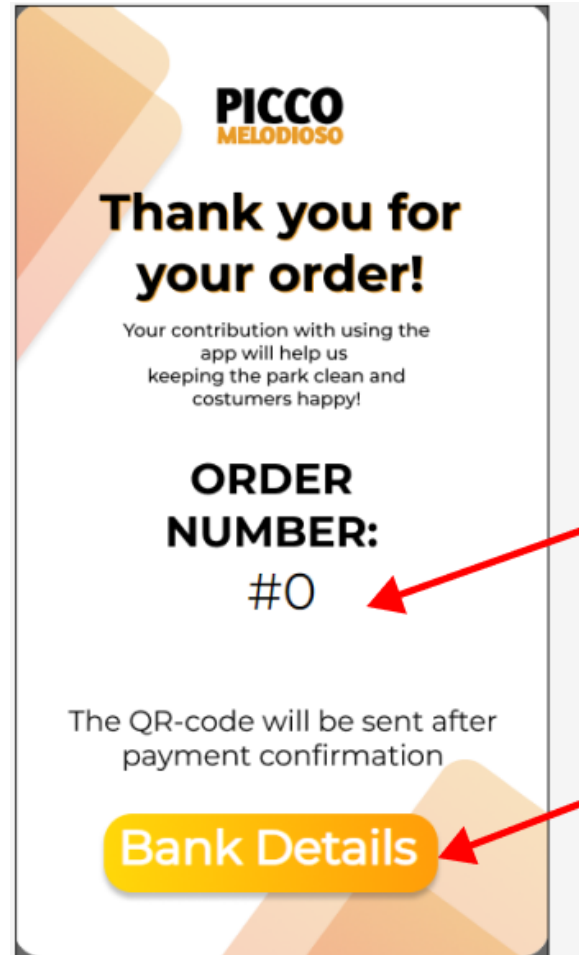 PICCO
MELODIOSO
Thank you for
your order!
Your contribution with using the
app will help us
keeping the park clean and
costumers happy!
ORDER
NUMBER:
#0
The QR-code will be sent after
payment confirmation
Bank Details